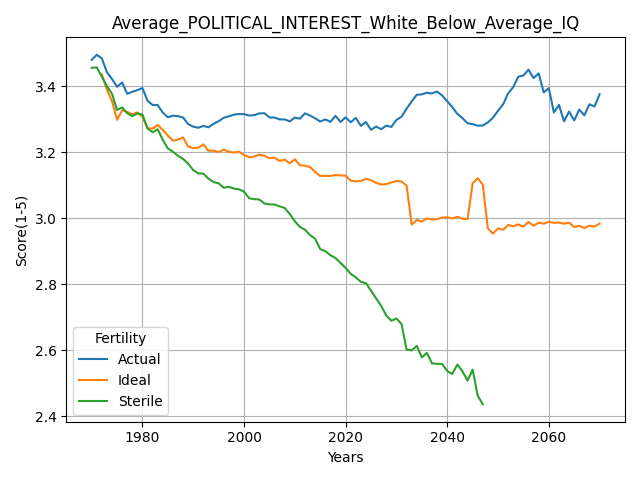 Average_POLITICAL_INTEREST_White_Below_Average_IQ
Score(1-5)
3.4
3.2
3.0
2.8
2.6
2.4
Fertility
Actual
Ideal
Sterile
1980
2000
2020
2040
2060
Years